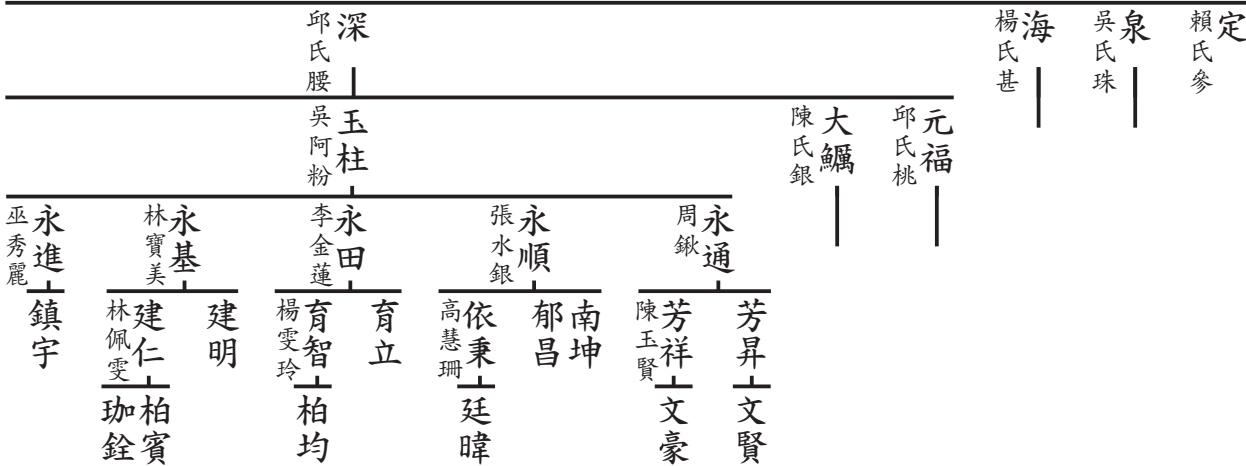 定
賴氏參
泉
吳氏珠
海
楊氏甚
深
邱氏腰
元福
邱氏桃
大鱺
陳氏銀
玉柱
吳阿粉
永通
周鍬
永順
張水銀
永田
李金蓮
永基
林寶美
永進
巫秀麗
芳昇
芳祥
陳玉賢
南坤
郁昌
依秉
高慧珊
育立
育智
楊雯玲
建明
建仁
林佩雯
鎮宇
文賢
文豪
廷暐
柏均
柏賓
珈銓